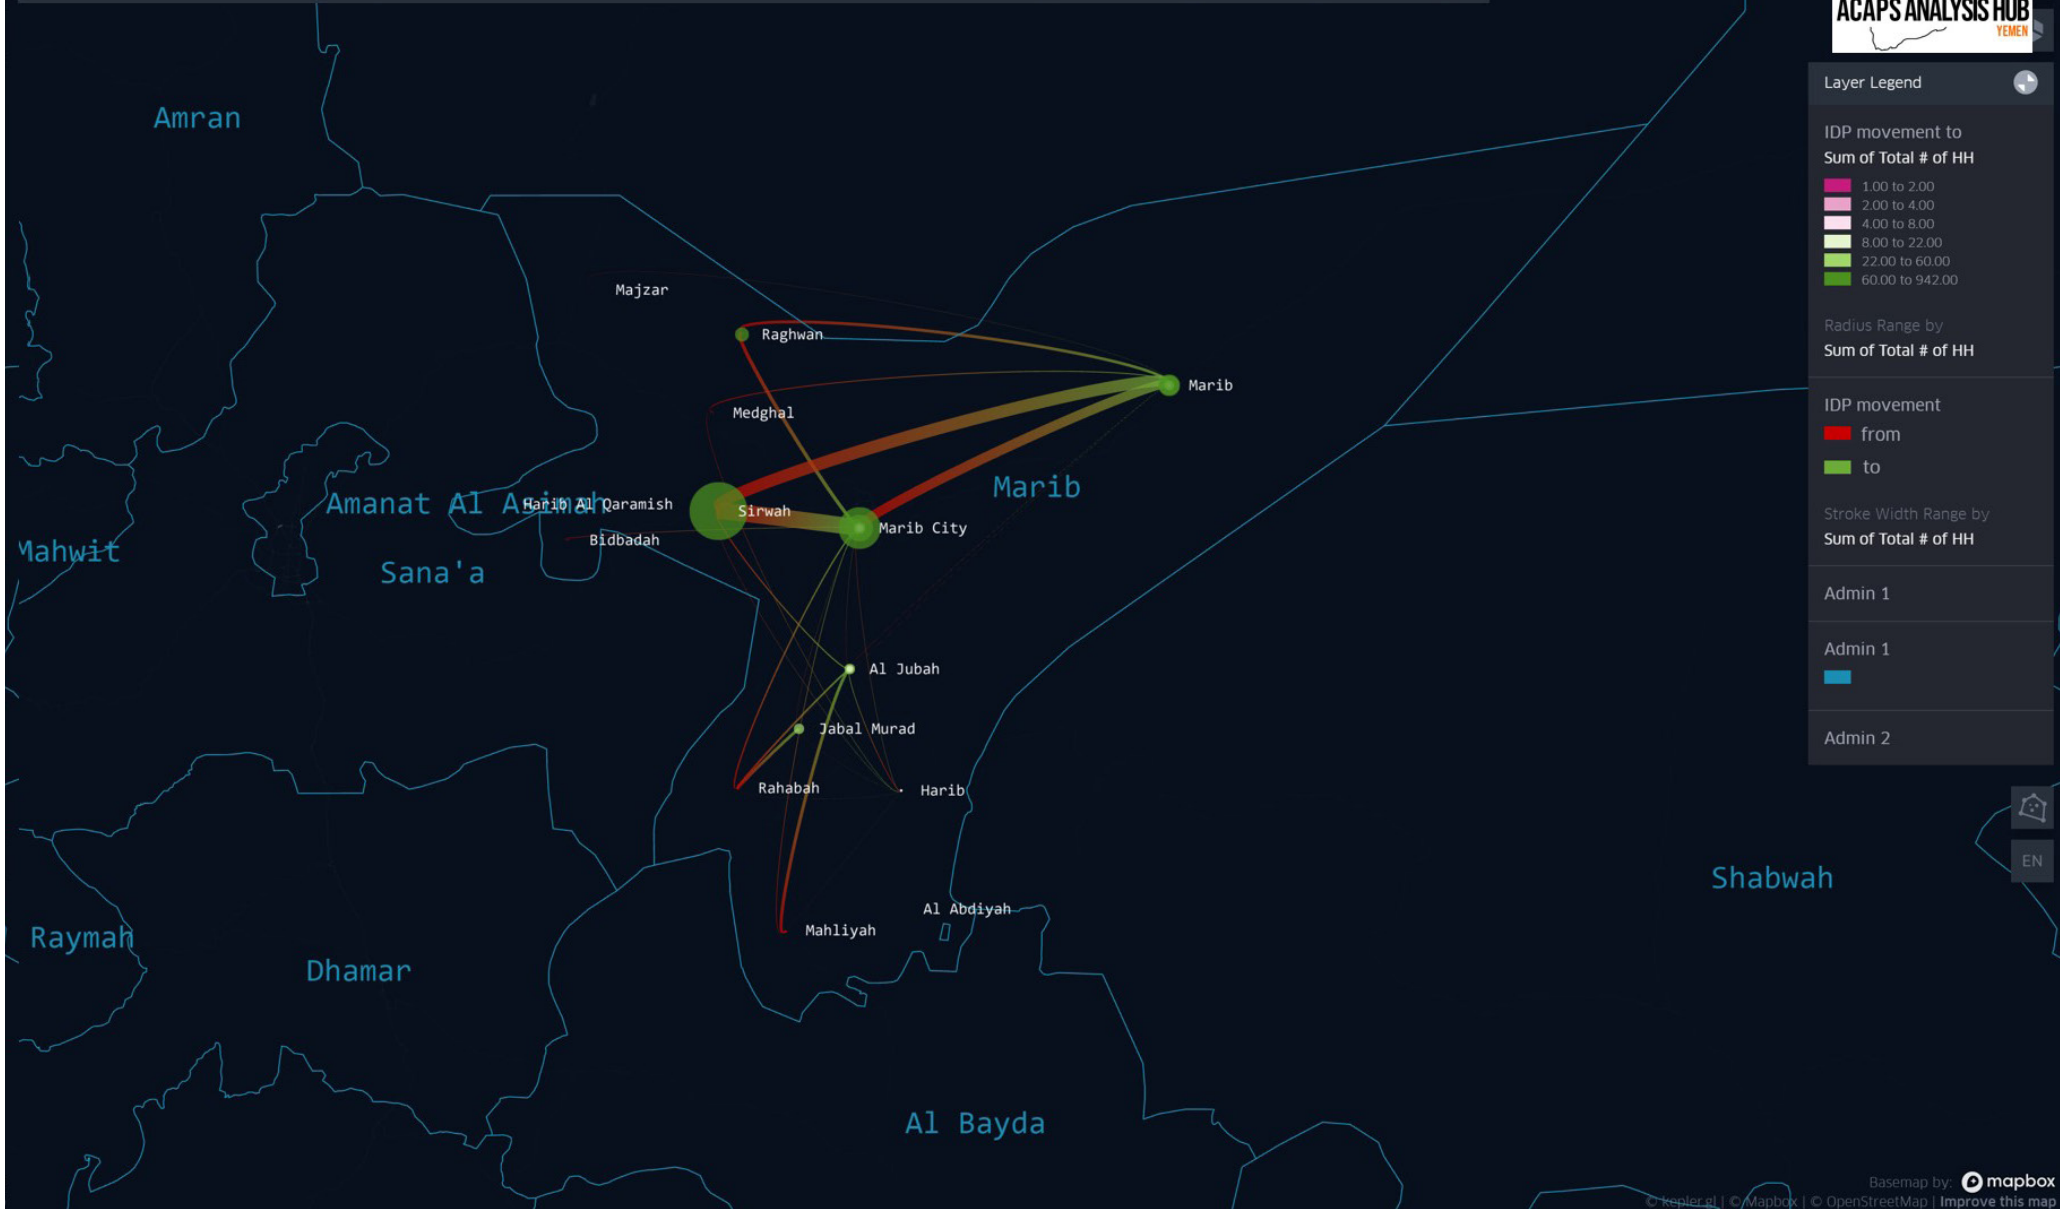 ACAPS ANALYSIS HUB
YEMEN
Layer Legend
IDP movement to
Sum of Total # of HH
1.00 to 2.00
2.00 to 4.00
4.00 to 8.00
8.00 to 22.00
22.00 to 60.00
60.00 to 942.00
Radius Range by
Sum of Total # of HH
IDP movement
from
to
Stroke Width Range by
Sum of Total # of HH
Admin 1
Admin 1
Admin 2
EN
Amran
Majzar
Raghwan
Marib
Medghal
Marib
Amanat Al Asimah
Harib Al Qaramish
Sirwah
Marib City
Bidbadah
Mahwit
Sana'a
Al Jubah
Jabal Murad
Rahabah
Harib
Shabwah
Al Abdiyah
Mahliyah
Raymah
Dhamar
Al Bayda
Basemap by: mapbox
© kepler.gl | © Mapbox | © OpenStreetMap | Improve this map